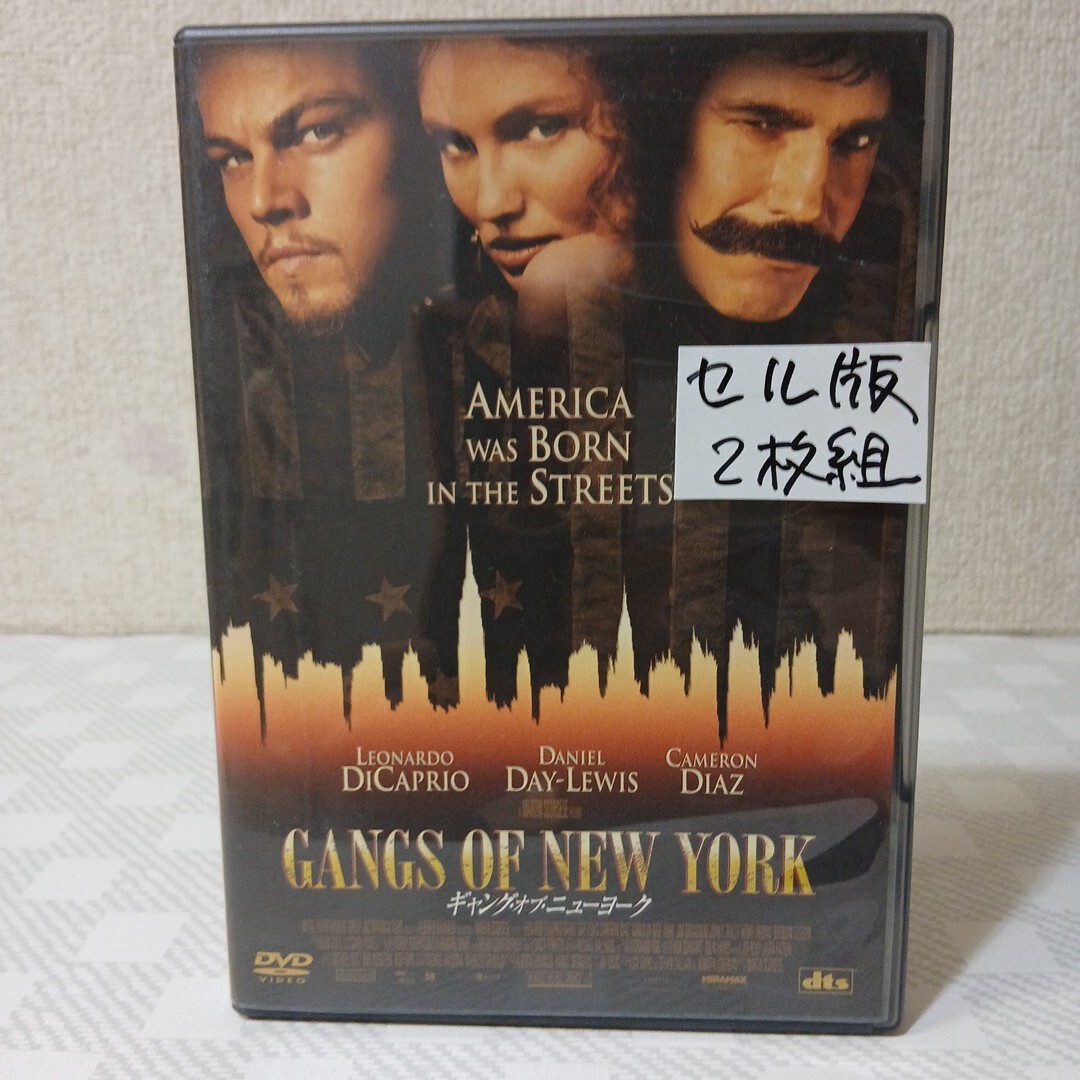 セル版
2枚組
AMERICA
WAS BORN
IN THE STREETS
LEONARDO
DICAPRIO
DANIEL
DAY-LEWIS
CAMERON
DIAZ
GANGS OF NEW YORK
ギャング・オブ・ニューヨーク
DVD
VIDEO
MIRAMAX
dts